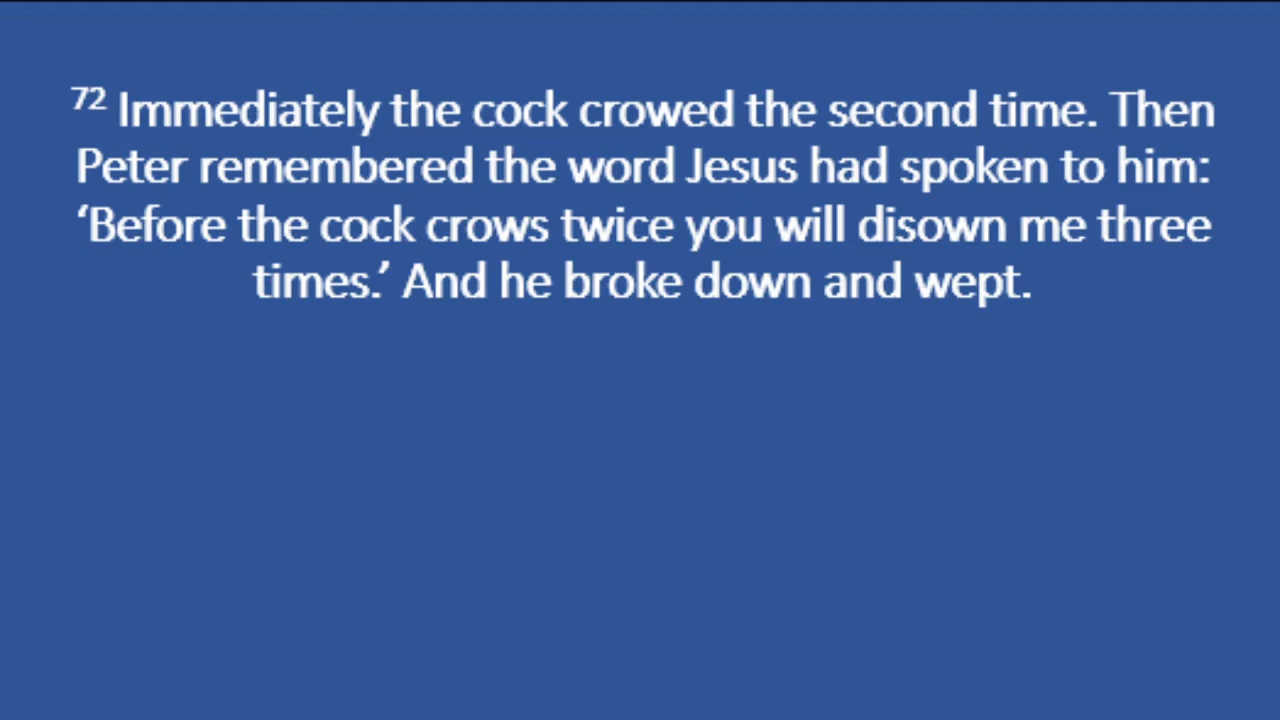 72 Immediately the cock crowed the second time. Then
Peter remembered the word Jesus had spoken to him:
‘Before the cock crows twice you will disown me three
times.’ And he broke down and wept.